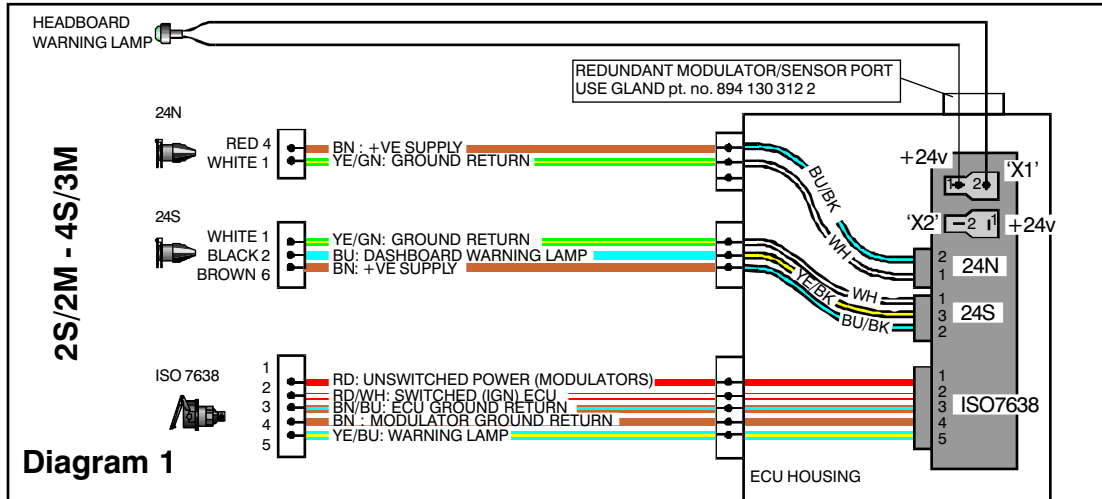 HEADBOARD
WARNING LAMP
REDUNDANT MODULATOR/SENSOR PORT
USE GLAND pt. no. 894 130 312 2
2S/2M - 4S/3M
24N
RED 4
WHITE 1
BN : +VE SUPPLY
YE/GN: GROUND RETURN
BU/BK
WH
+24v
1 2
'X1'
'X2'
2 1
+24v
2
1
24N
24S
WHITE 1
BLACK 2
BROWN 6
YE/GN: GROUND RETURN
BU: DASHBOARD WARNING LAMP
BN: +VE SUPPLY
WH
YE/BK
BU/BK
1
3
2
24S
ISO 7638
1
2
3
4
5
RD: UNSWITCHED POWER (MODULATORS)
RD/WH: SWITCHED (IGN) ECU
BN/BU: ECU GROUND RETURN
BN : MODULATOR GROUND RETURN
YE/BU: WARNING LAMP
1
2
3
4
5
ISO7638
Diagram 1
ECU HOUSING